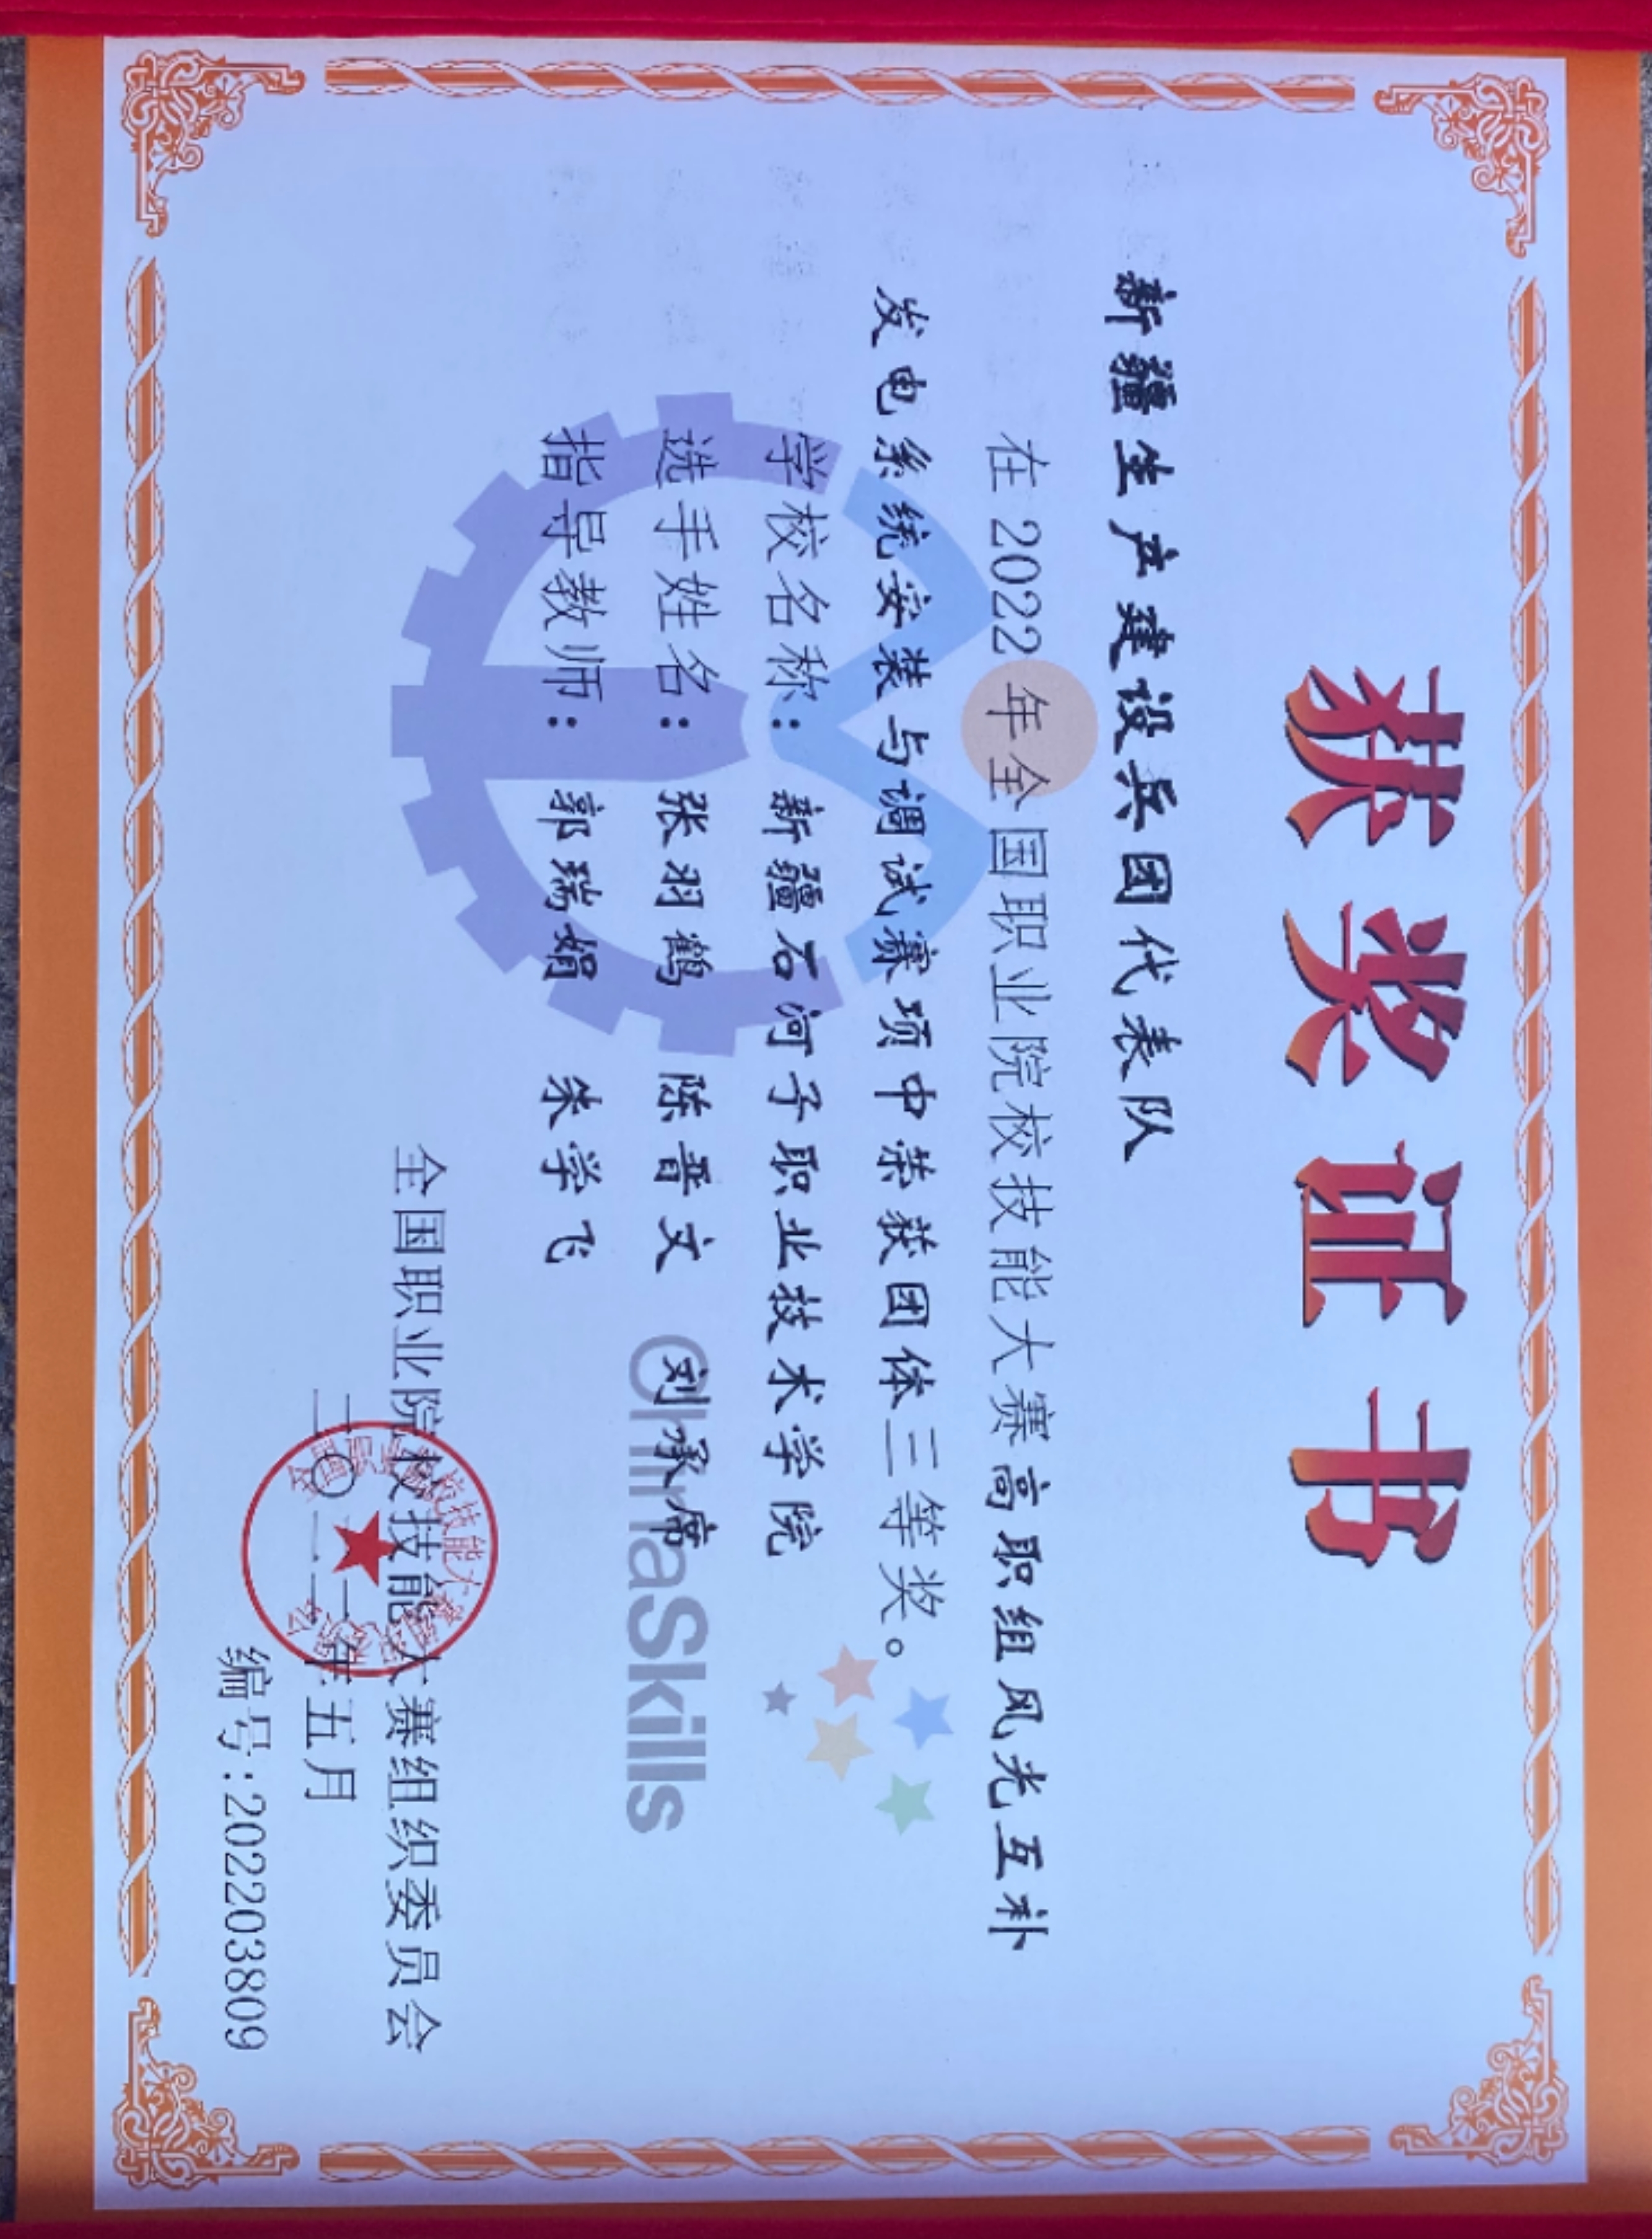 获奖证书
新疆生产建设兵团代表队
在2022年全国职业院校技能大赛高职组风光互补
发电系统安装与调试赛项中荣获团体三等奖。
学校名称：新疆石河子职业技术学院
选手姓名：张羽鹤 陈晋文 刘承席
指导教师：郭瑞娟 朱学飞
ChinaSkills
全国职业院校技能大赛组织委员会
二〇二二年五月
编号:202203809